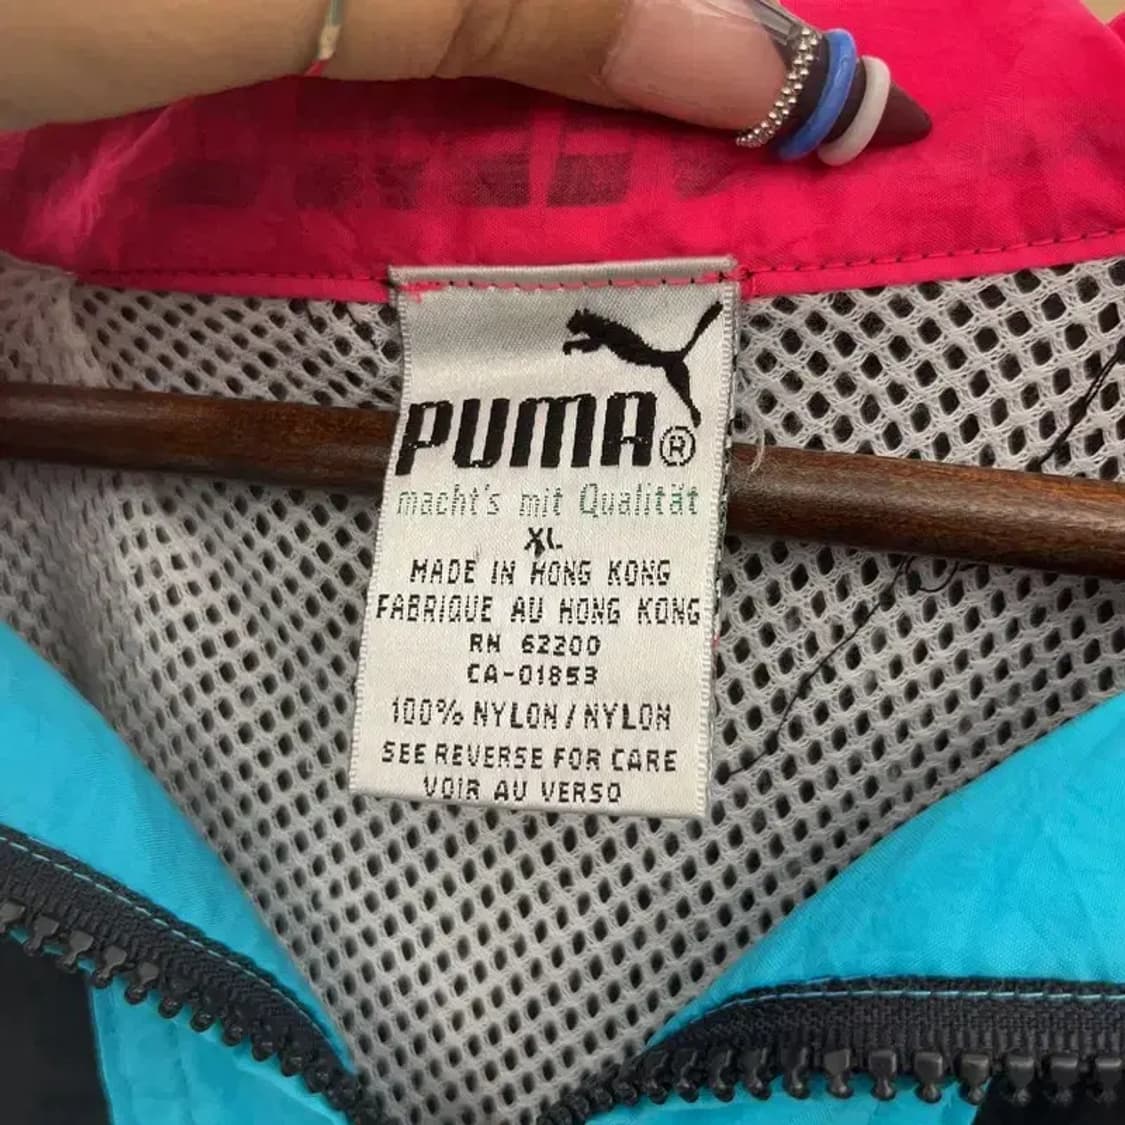 PUMA®
macht's mit Qualität
XL
MADE IN HONG KONG
FABRIQUE AU HONG KONG
RN 62200
CA-01853
100% NYLON / NYLON
SEE REVERSE FOR CARE
VOIR AU VERSO